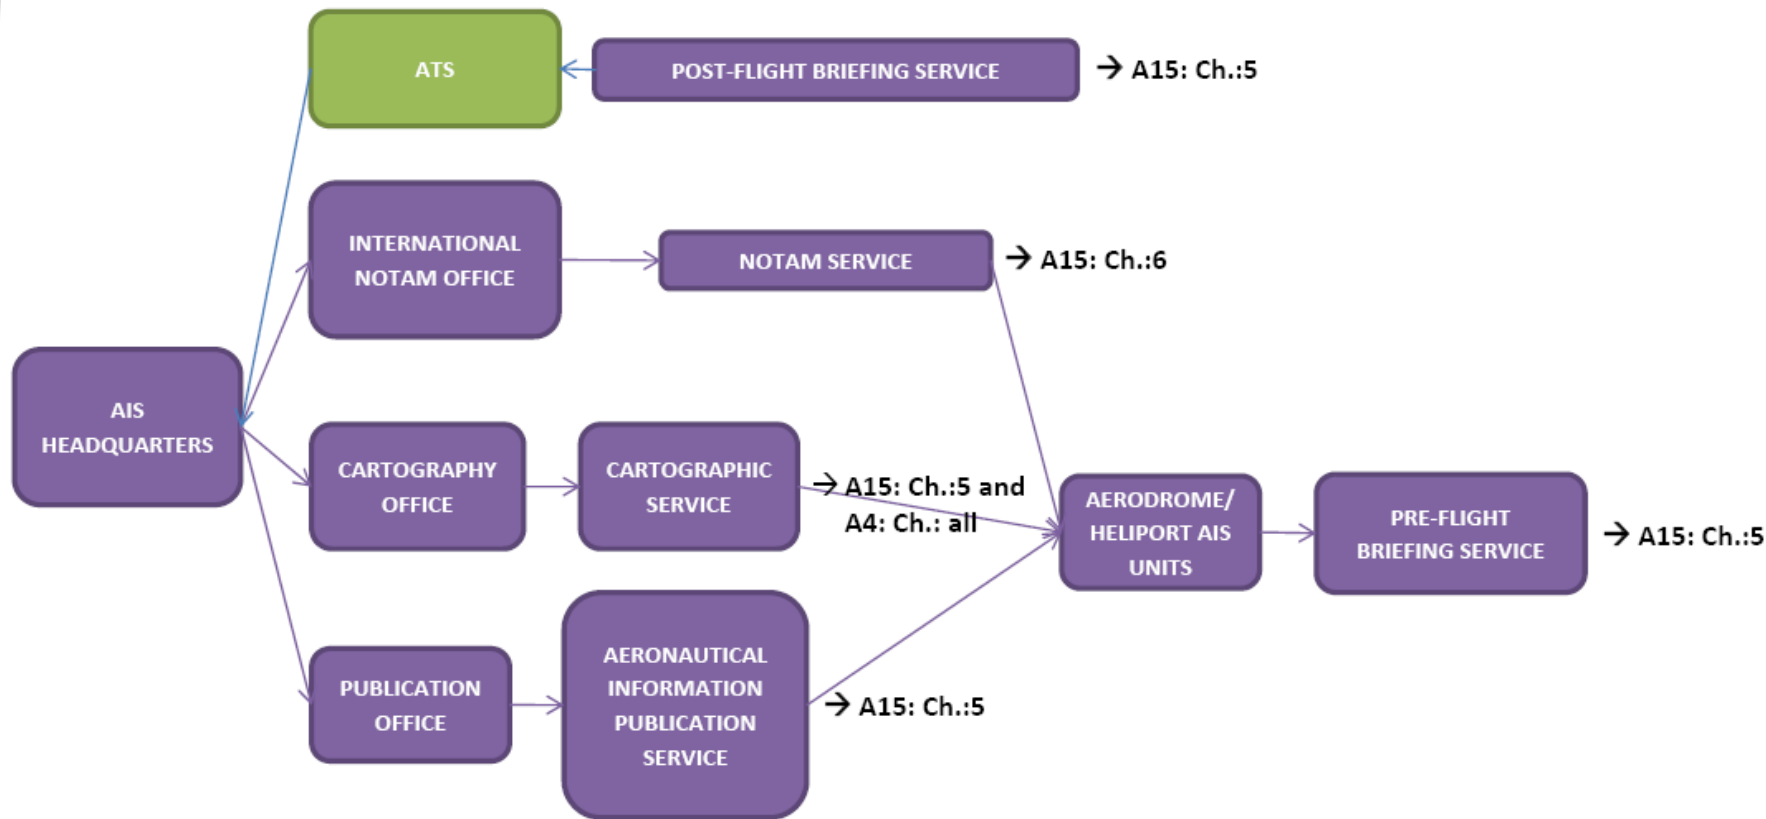 ATS
POST-FLIGHT BRIEFING SERVICE
→ A15: Ch.:5
INTERNATIONAL
NOTAM OFFICE
NOTAM SERVICE
→ A15: Ch.:6
AIS
HEADQUARTERS
CARTOGRAPHY
OFFICE
CARTOGRAPHIC
SERVICE
→ A15: Ch.:5 and
A4: Ch.: all
AERODROME/
HELIPORT AIS
UNITS
PRE-FLIGHT
BRIEFING SERVICE
→ A15: Ch.:5
PUBLICATION
OFFICE
AERONAUTICAL
INFORMATION
PUBLICATION
SERVICE
→ A15: Ch.:5